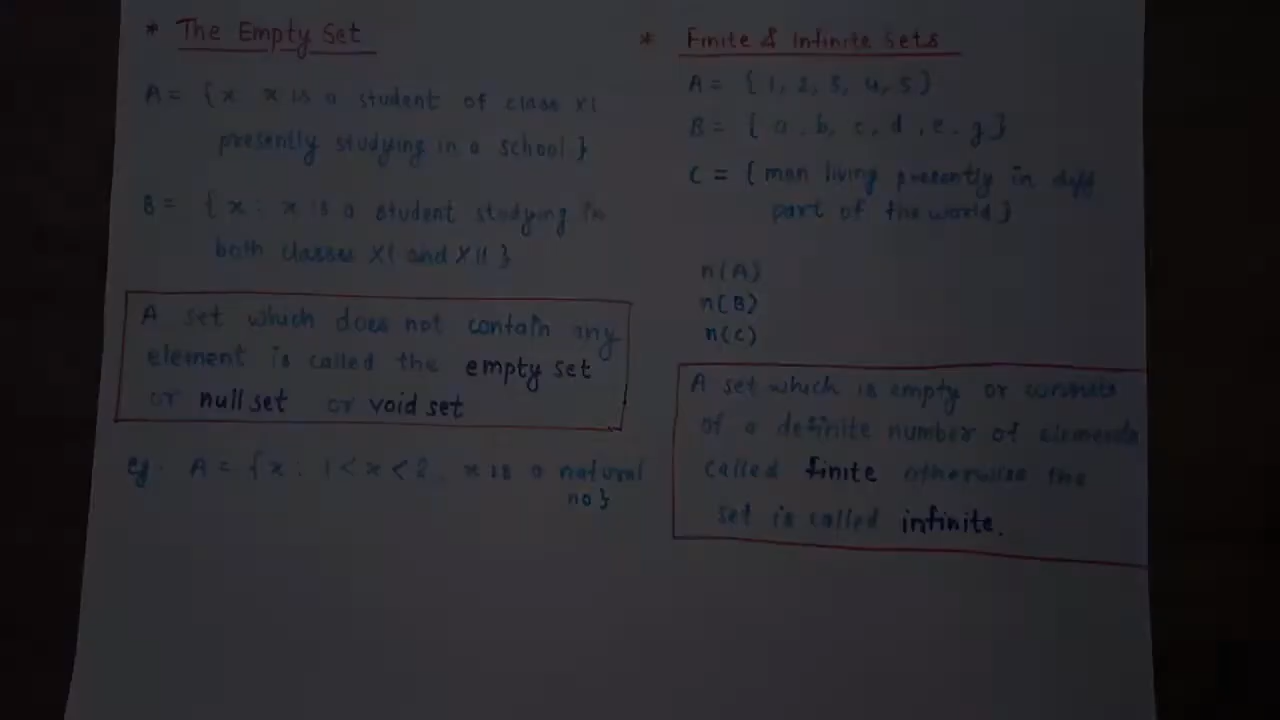 * The Empty Set
A = {x x is a student of class XI
presently studying in a school}
B = {x : x is a student studying in
both classes XI and XII}
A set which does not contain any
element is called the empty set
or null set or void set
eg. A = {x : 1 < x < 2, x is a natural
no}
* Finite & Infinite Sets
A = {1, 2, 3, 4, 5}
B = {a, b, c, d, e, g}
C = {men living presently in diff
part of the world}
n(A)
n(B)
n(C)
A set which is empty or consists
of a definite number of elements
called finite otherwise the
set is called infinite.